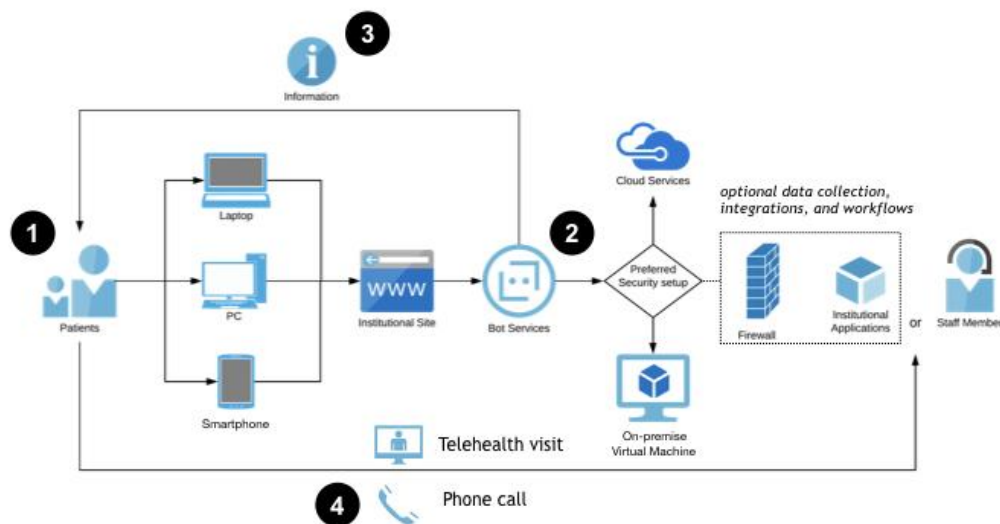 3
Information
Laptop
Cloud Services
optional data collection,
integrations, and workflows
1
2
Patients
PC
www
Institutional Site
Bot Services
Preferred
Security setup
Firewall
Institutional
Applications
or
Staff Member
Smartphone
On-premise
Virtual Machine
Telehealth visit
4
Phone call